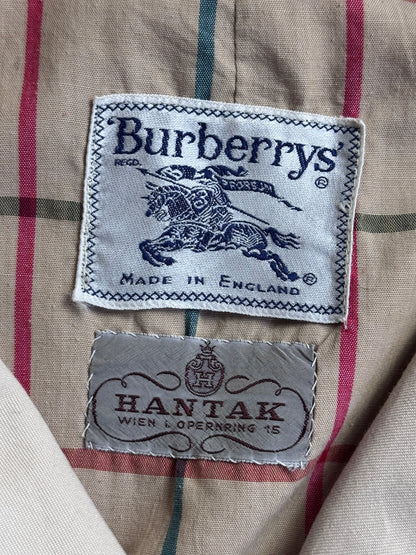 'Burberrys'
REGD.
PRORSUM
®
®
MADE IN ENGLAND
H
HANTAK
WIEN I. OPERNRING 15